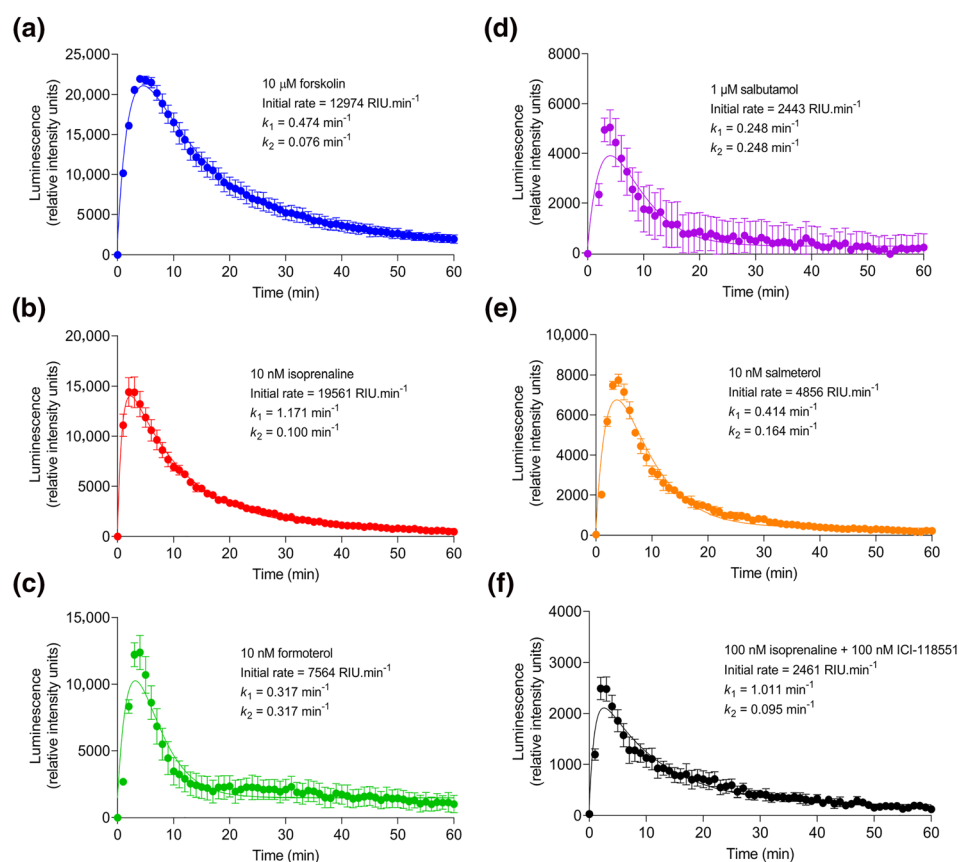 (a)
Luminescence
(relative intensity units)
25,000
20,000
15,000
10,000
5000
0
10 μM forskolin
Initial rate = 12974 RIU.min⁻¹
k₁ = 0.474 min⁻¹
k₂ = 0.076 min⁻¹
0 10 20 30 40 50 60
Time (min)
(b)
Luminescence
(relative intensity units)
20,000
15,000
10,000
5000
0
10 nM isoprenaline
Initial rate = 19561 RIU.min⁻¹
k₁ = 1.171 min⁻¹
k₂ = 0.100 min⁻¹
0 10 20 30 40 50 60
Time (min)
(c)
Luminescence
(relative intensity units)
15,000
10,000
5000
0
10 nM formoterol
Initial rate = 7564 RIU.min⁻¹
k₁ = 0.317 min⁻¹
k₂ = 0.317 min⁻¹
0 10 20 30 40 50 60
Time (min)
(d)
Luminescence
(relative intensity units)
8000
6000
4000
2000
0
1 μM salbutamol
Initial rate = 2443 RIU.min⁻¹
k₁ = 0.248 min⁻¹
k₂ = 0.248 min⁻¹
0 10 20 30 40 50 60
Time (min)
(e)
Luminescence
(relative intensity units)
10,000
8000
6000
4000
2000
0
10 nM salmeterol
Initial rate = 4856 RIU.min⁻¹
k₁ = 0.414 min⁻¹
k₂ = 0.164 min⁻¹
0 10 20 30 40 50 60
Time (min)
(f)
Luminescence
(relative intensity units)
4000
3000
2000
1000
0
100 nM isoprenaline + 100 nM ICI-118551
Initial rate = 2461 RIU.min⁻¹
k₁ = 1.011 min⁻¹
k₂ = 0.095 min⁻¹
0 10 20 30 40 50 60
Time (min)